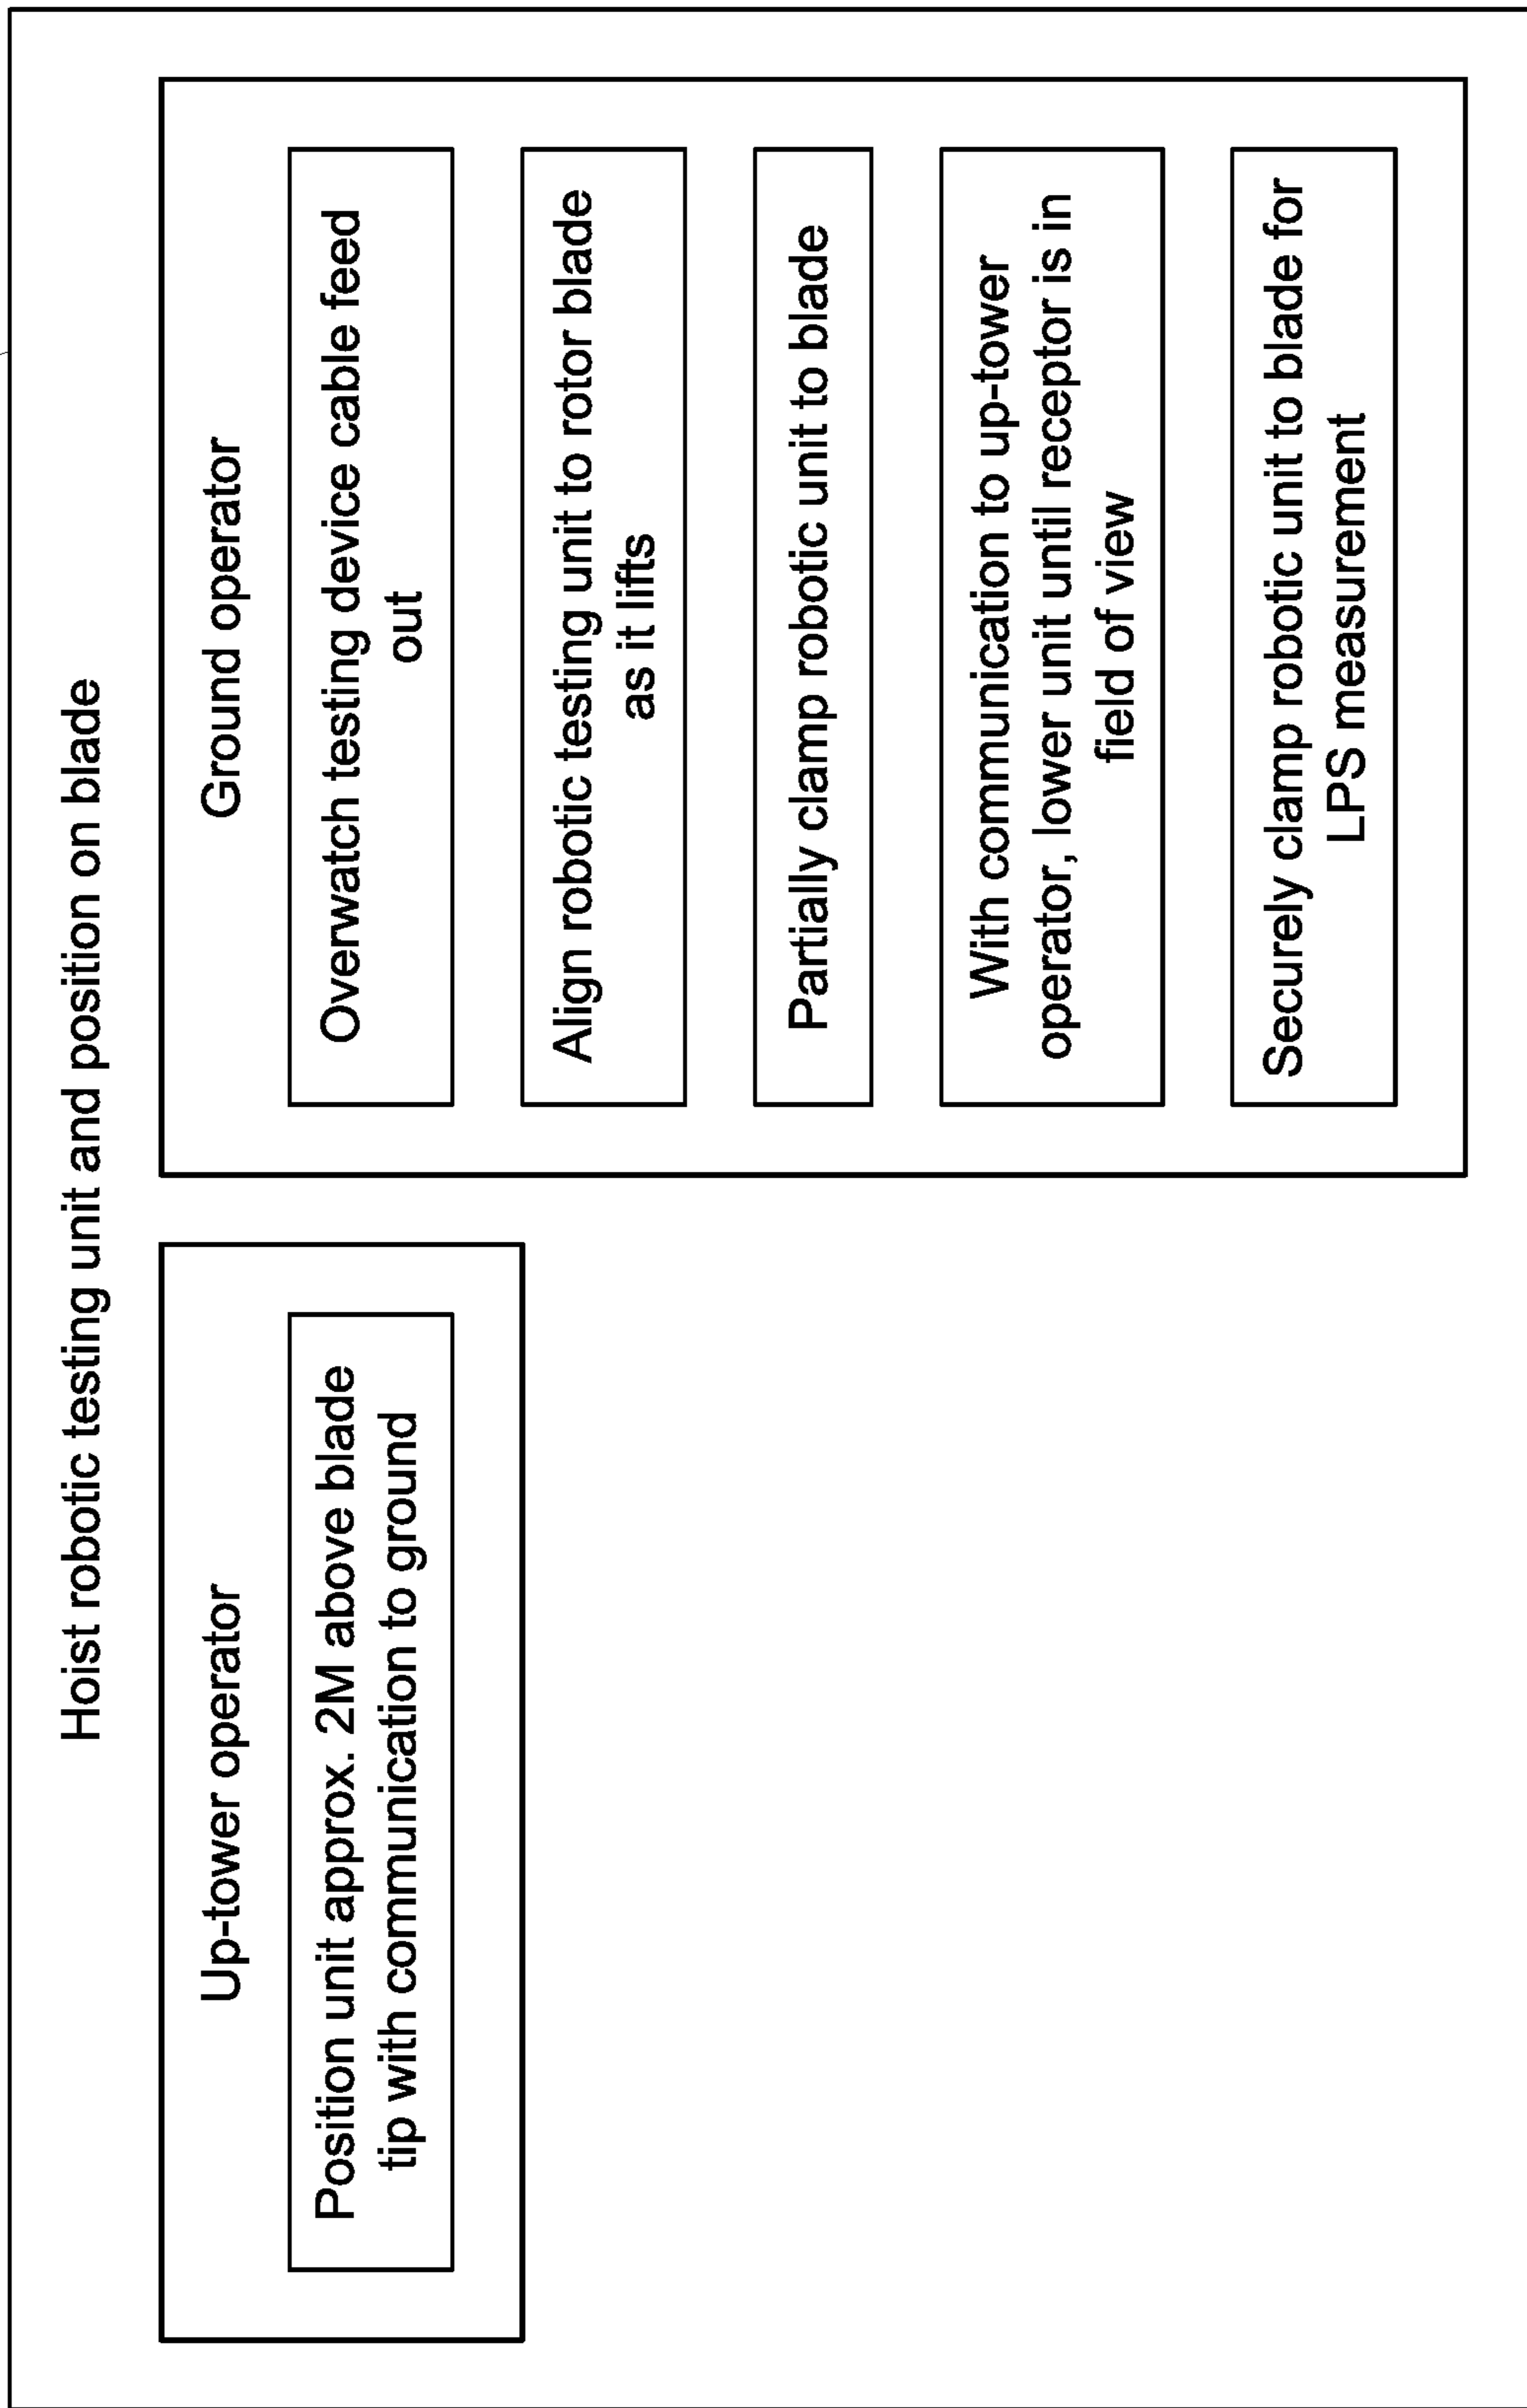 Hoist robotic testing unit and position on blade
Up-tower operator
Position unit approx. 2M above blade
tip with communication to ground
Ground operator
Overwatch testing device cable feed
out
Align robotic testing unit to rotor blade
as it lifts
Partially clamp robotic unit to blade
With communication to up-tower
operator, lower unit until receptor is in
field of view
Securely clamp robotic unit to blade for
LPS measurement